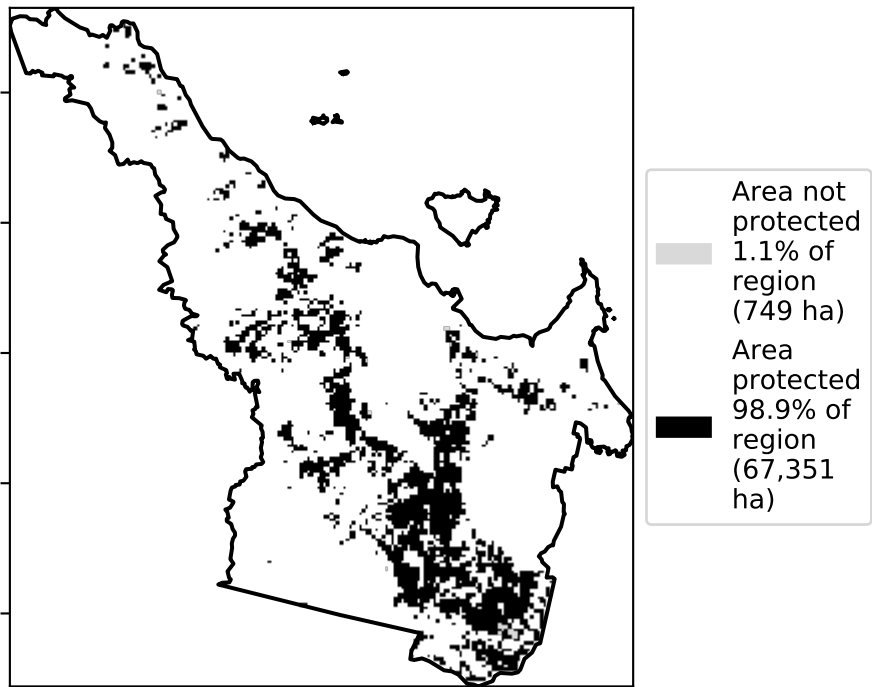 Area not
protected
1.1% of
region
(749 ha)
Area
protected
98.9% of
region
(67,351
ha)